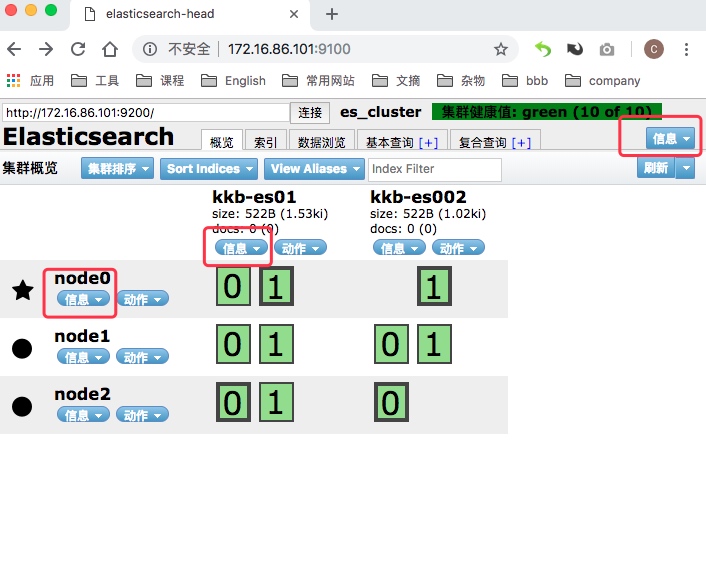 elasticsearch-head
不安全 | 172.16.86.101:9100
C
应用 工具 课程 English 常用网站 文摘 杂物 bbb company
http://172.16.86.101:9200/ 连接 es_cluster 集群健康值: green (10 of 10)
Elasticsearch 概览 索引 数据浏览 基本查询 [+] 复合查询 [+] 信息
集群概览 集群排序 Sort Indices View Aliases Index Filter 刷新
kkb-es01 kkb-es002
size: 522B (1.53ki) size: 522B (1.02ki)
docs: 0 (0) docs: 0 (0)
信息 动作 信息 动作
node0 0 1 1
信息 动作
node1 0 1 0 1
信息 动作
node2 0 1 0
信息 动作